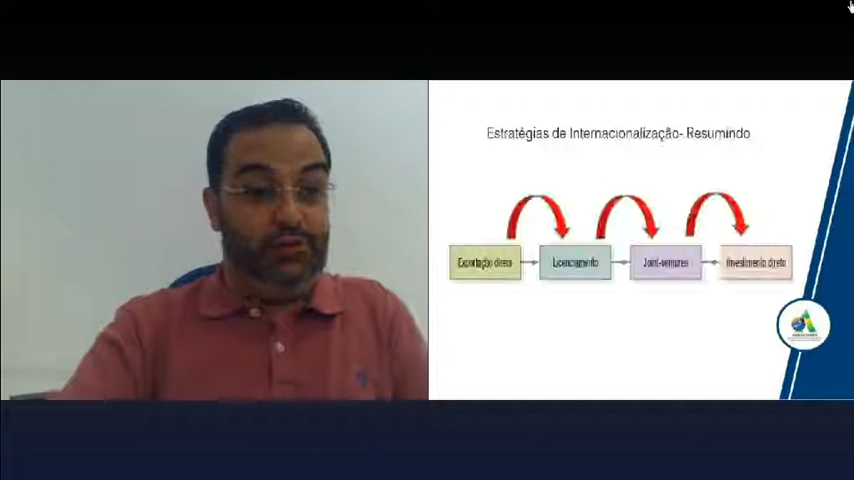 Estratégias de Internacionalização- Resumindo
Exportação direta
Licenciamento
Joint-ventures
Investimento direto